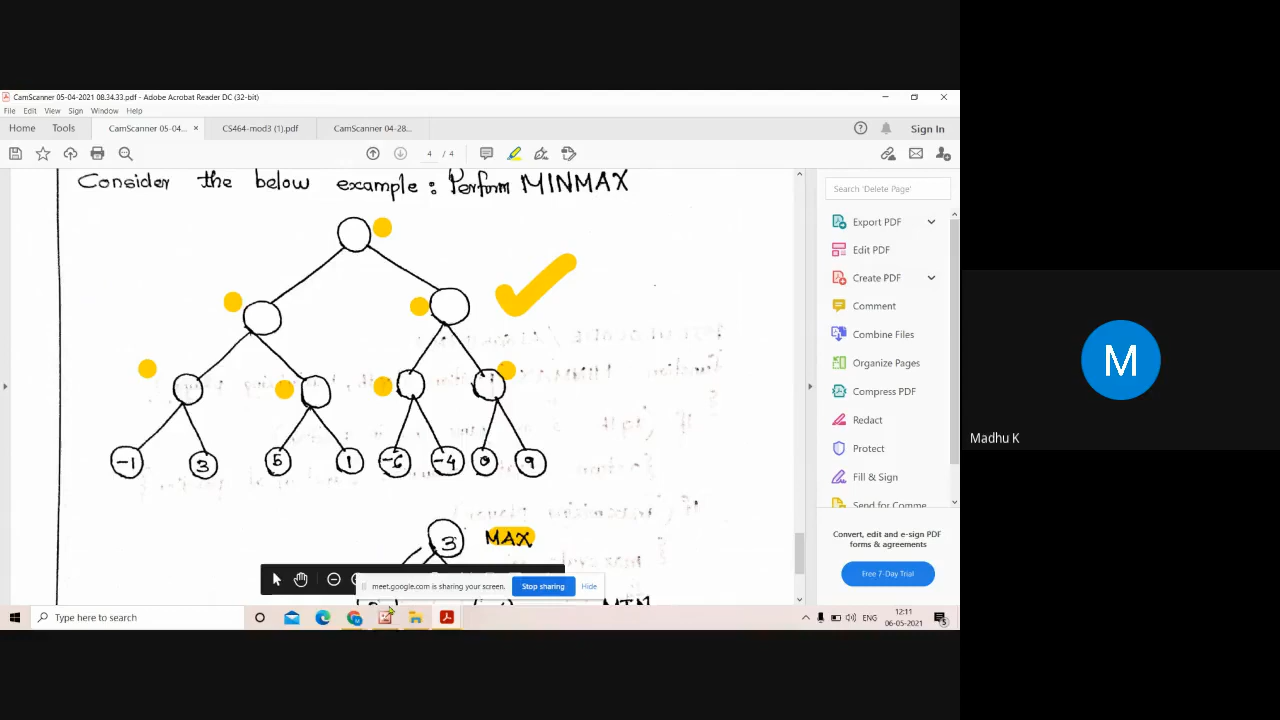 CamScanner 05-04-2021 08.34.33.pdf - Adobe Acrobat Reader DC (32-bit)
File Edit View Sign Window Help
Home Tools CamScanner 05-04... × CS464-mod3 (1).pdf CamScanner 04-28... Sign In
4 / 4
Consider the below example : Perform MINMAX
-1 3 5 1 -6 -4 0 9
3 MAX
MIN
Search 'Delete Page'
Export PDF
Edit PDF
Create PDF
Comment
Combine Files
Organize Pages
Compress PDF
Redact
Protect
Fill & Sign
Send for Comme
Convert, edit and e-sign PDF
forms & agreements
Free 7-Day Trial
meet.google.com is sharing your screen. Stop sharing Hide
Type here to search
ENG
12:11
06-05-2021
5
M
Madhu K